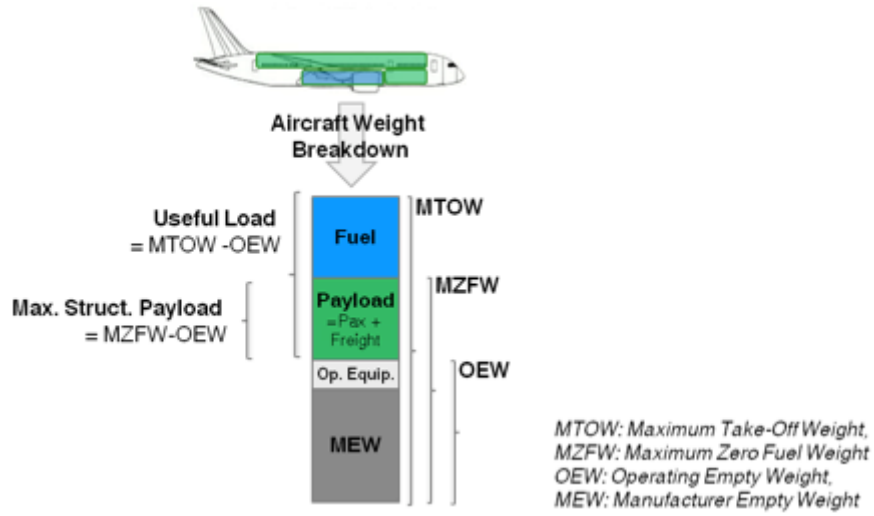 Aircraft Weight
Breakdown
MTOW
Useful Load
= MTOW -OEW
Fuel
MZFW
Max. Struct. Payload
= MZFW-OEW
Payload
=Pax +
Freight
OEW
Op. Equip.
MEW
MTOW: Maximum Take-Off Weight,
MZFW: Maximum Zero Fuel Weight
OEW: Operating Empty Weight,
MEW: Manufacturer Empty Weight